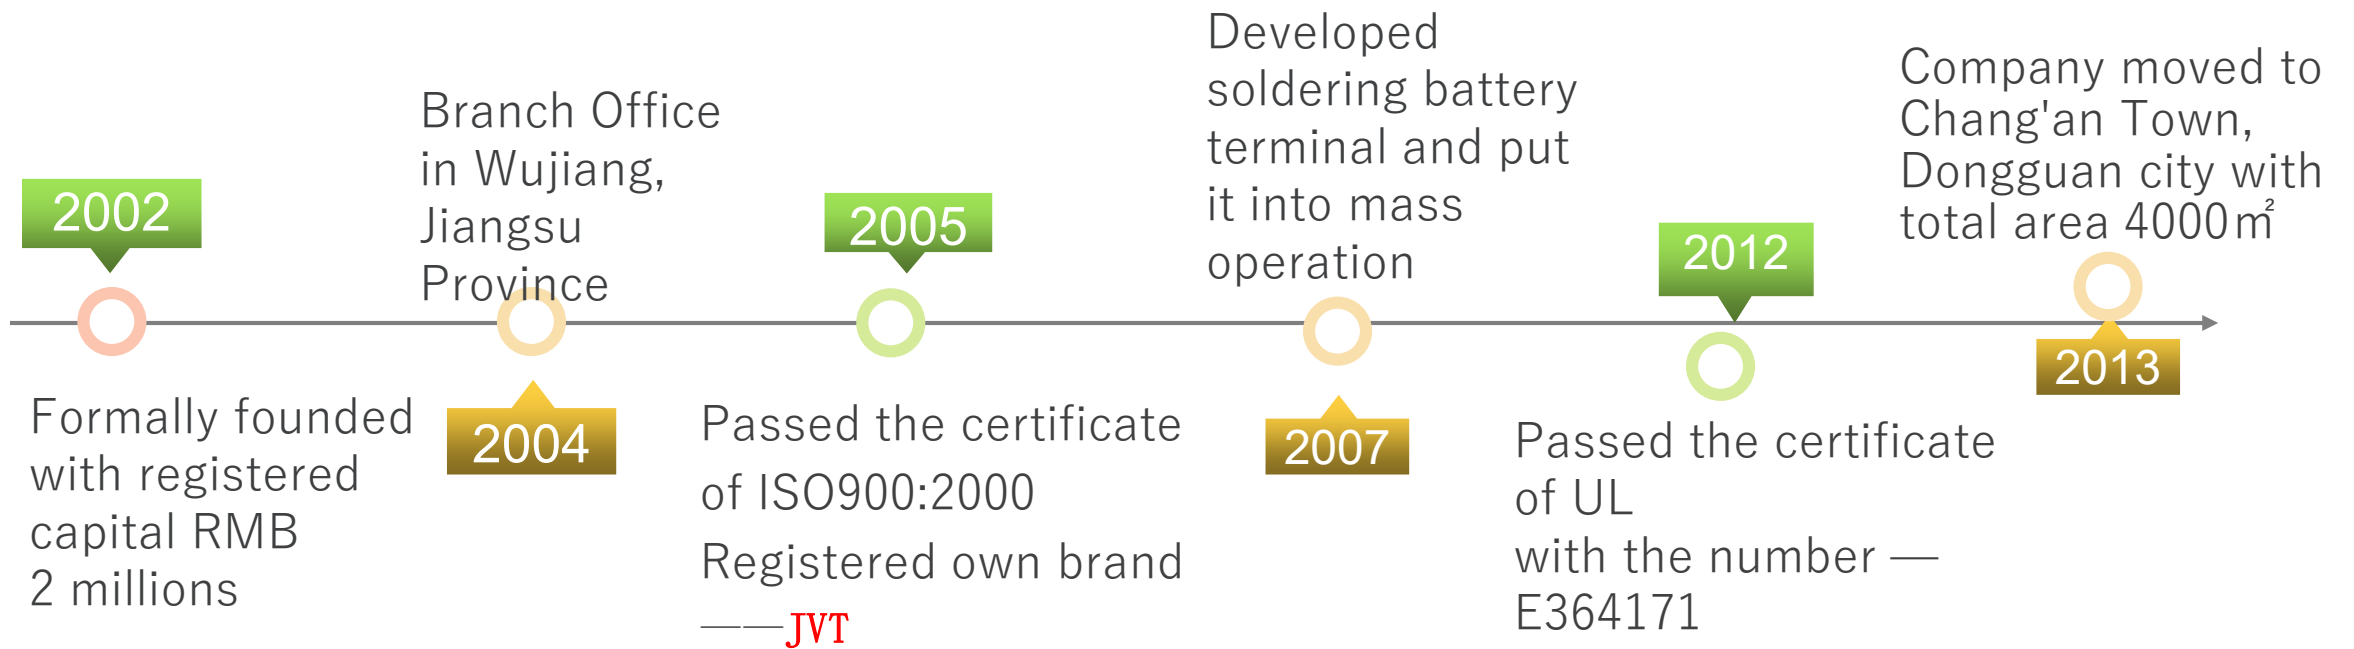 2002
Formally founded
with registered
capital RMB
2 millions
Branch Office
in Wujiang,
Jiangsu
Province
2004
2005
Passed the certificate
of ISO900:2000
Registered own brand
——JVT
Developed
soldering battery
terminal and put
it into mass
operation
2007
2012
Passed the certificate
of UL
with the number —
E364171
Company moved to
Chang'an Town,
Dongguan city with
total area 4000㎡
2013